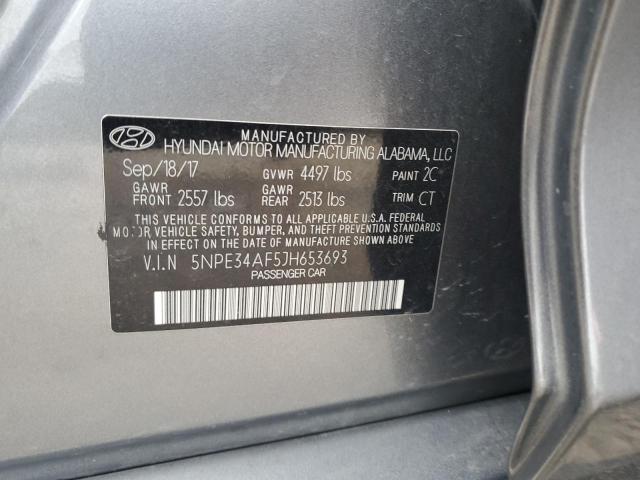 MANUFACTURED BY
HYUNDAI MOTOR MANUFACTURING ALABAMA, LLC
Sep/18/17 GVWR 4497 lbs PAINT 2C
GAWR FRONT 2557 lbs GAWR REAR 2513 lbs TRIM CT
THIS VEHICLE CONFORMS TO ALL APPLICABLE U.S.A. FEDERAL
MOTOR VEHICLE SAFETY, BUMPER, AND THEFT PREVENTION STANDARDS
IN EFFECT ON THE DATE OF MANUFACTURE SHOWN ABOVE.
V.I.N 5NPE34AF5JH653693
PASSENGER CAR